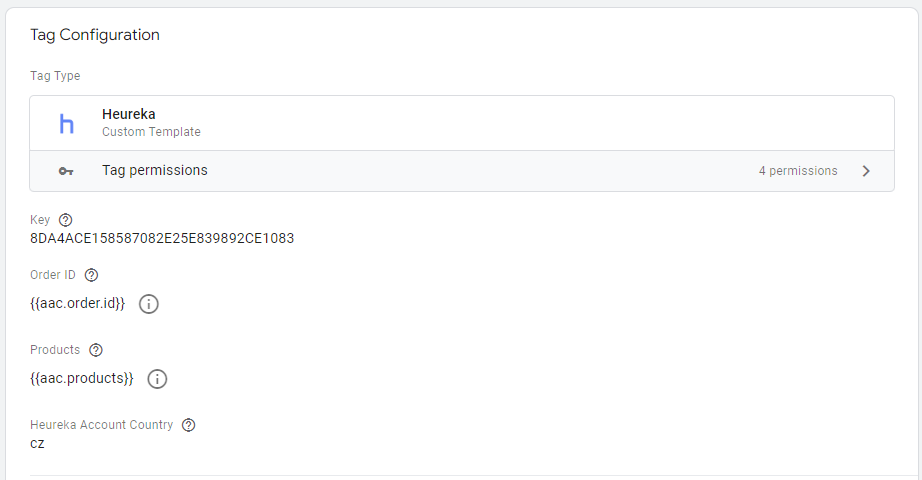 Tag Configuration
Tag Type
Heureka
Custom Template
Tag permissions 4 permissions
Key
8DA4ACE158587082E25E839892CE1083
Order ID
{{aac.order.id}}
Products
{{aac.products}}
Heureka Account Country
cz